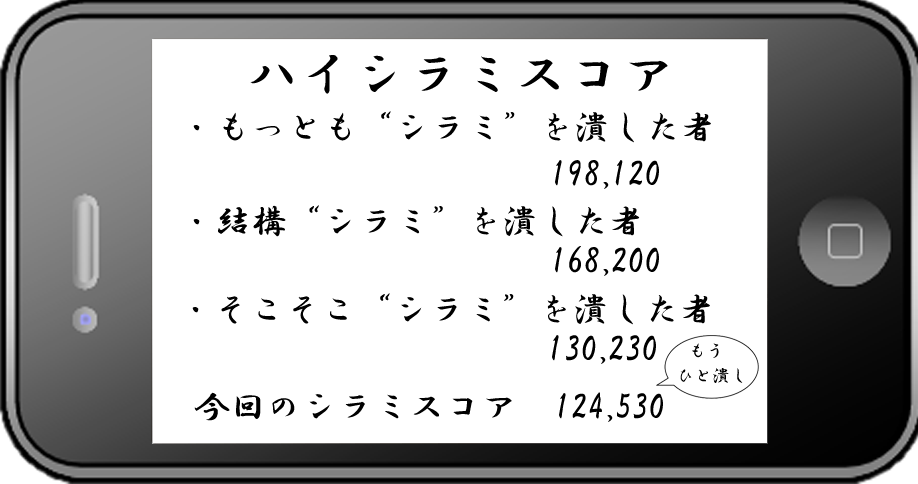 ハイシラミスコア
・もっとも“シラミ”を潰した者
198,120
・結構“シラミ”を潰した者
168,200
・そこそこ“シラミ”を潰した者
130,230
もう
ひと潰し
今回のシラミスコア　124,530